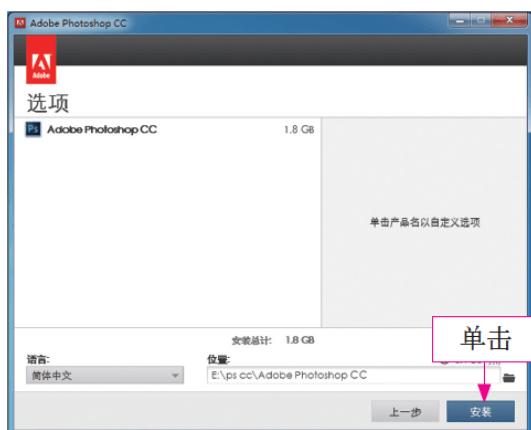 Adobe Photoshop CC
Adobe
选项
Ps Adobe Photoshop CC 1.8 GB
单击产品名以自定义选项
安装总计: 1.8 GB
单击
语言: 位置:
简体中文 E:\ps cc\Adobe Photoshop CC
上一步 安装